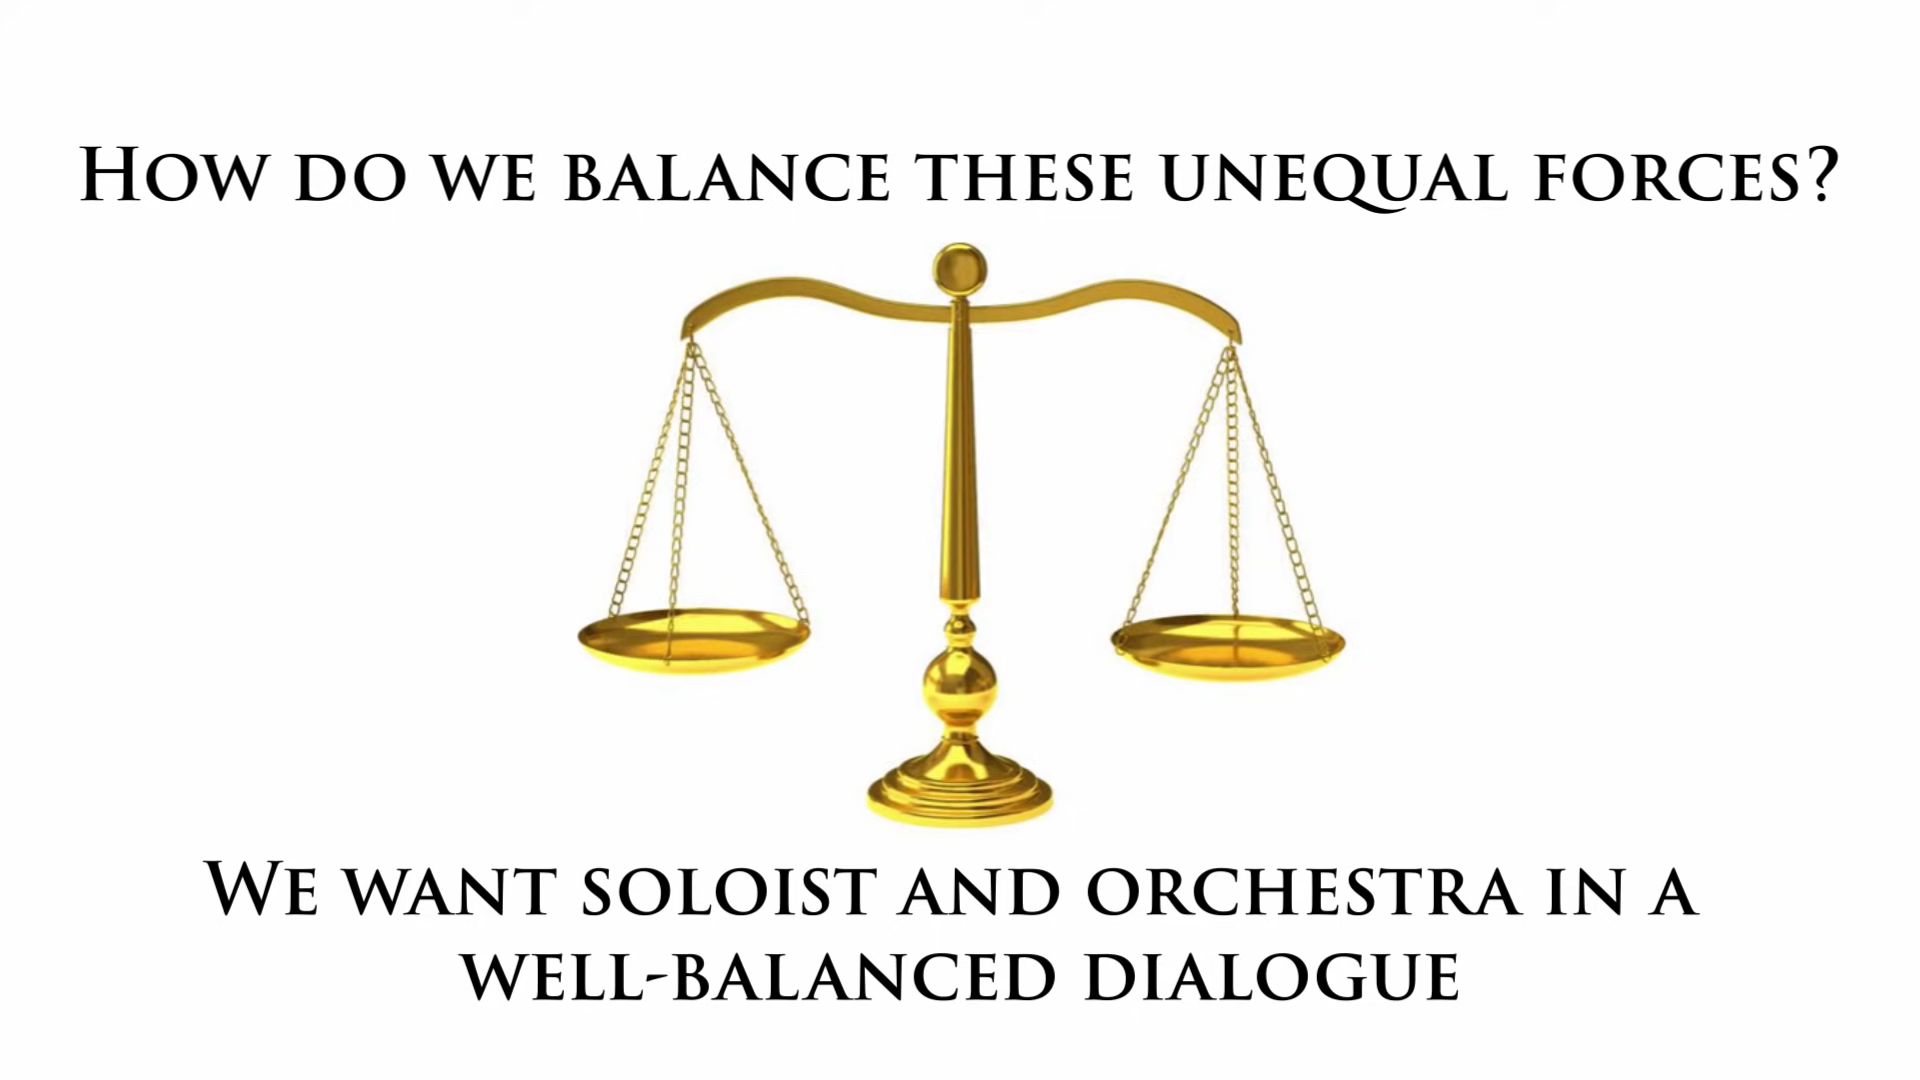 How do we balance these unequal forces?
We want soloist and orchestra in a
well-balanced dialogue